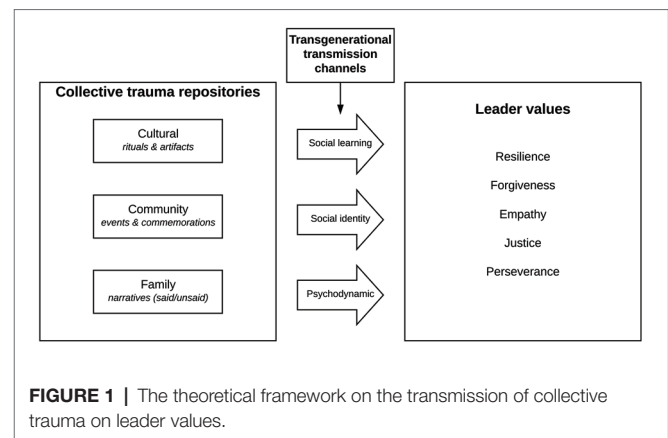 Transgenerational
transmission
channels
Collective trauma repositories
Cultural
rituals & artifacts
Community
events & commemorations
Family
narratives (said/unsaid)
Social learning
Social identity
Psychodynamic
Leader values
Resilience
Forgiveness
Empathy
Justice
Perseverance
FIGURE 1 | The theoretical framework on the transmission of collective
trauma on leader values.